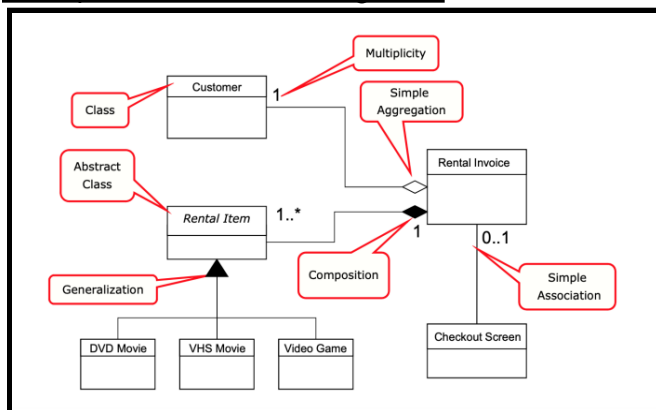 Multiplicity
Customer
1
Class
Simple
Aggregation
Rental Invoice
Abstract
Class
Rental Item
1..*
1
0..1
Generalization
Composition
Simple
Association
DVD Movie
VHS Movie
Video Game
Checkout Screen